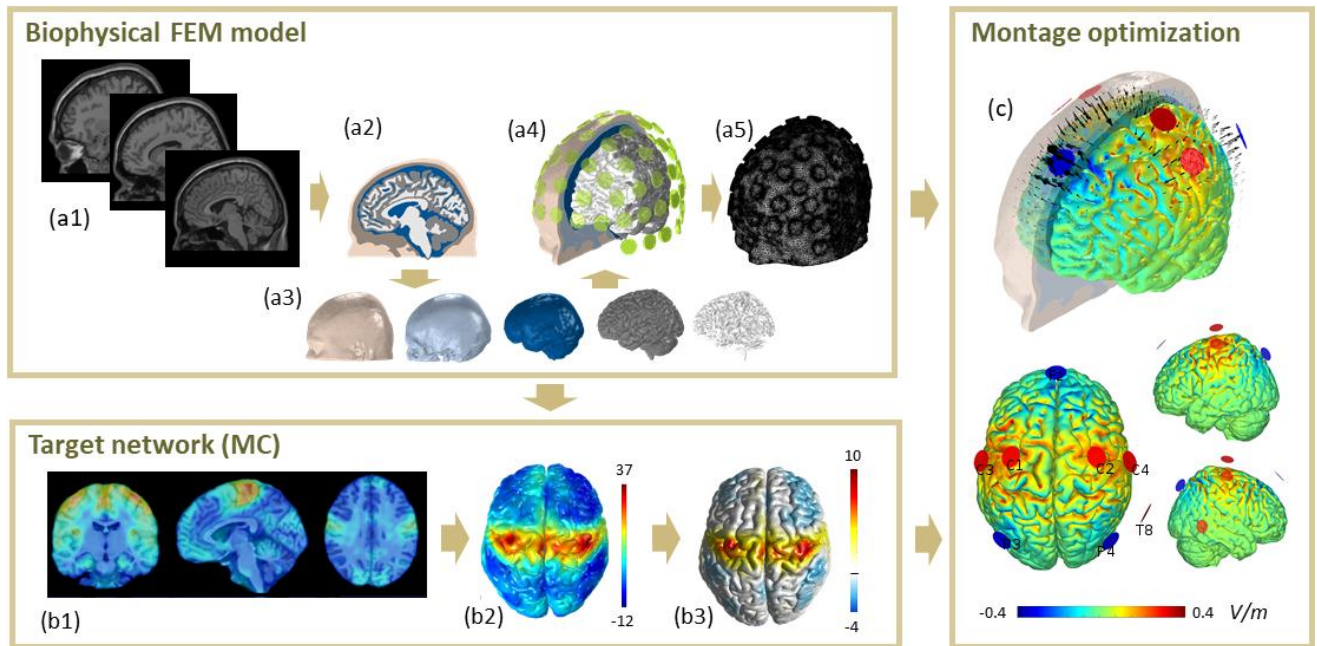 Biophysical FEM model
(a1)
(a2)
(a3)
(a4)
(a5)
Target network (MC)
(b1)
(b2)
37
-12
(b3)
10
-4
Montage optimization
(c)
C3
C1
C2
C4
T8
P4
-0.4
0.4
V/m